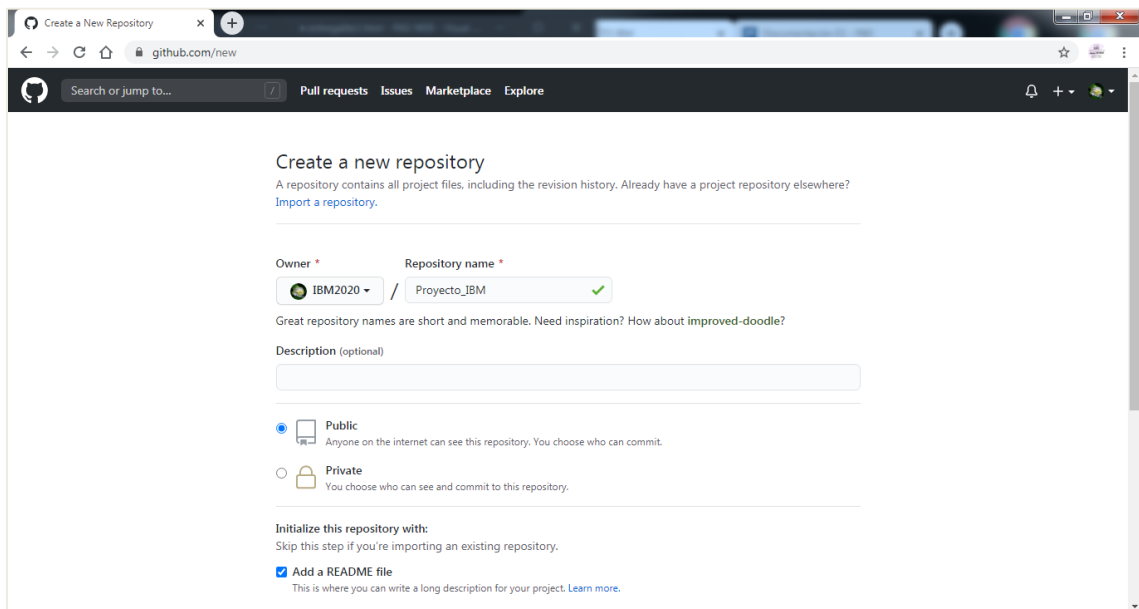 Create a New Repository
github.com/new
Search or jump to...
/
Pull requests Issues Marketplace Explore
Create a new repository
A repository contains all project files, including the revision history. Already have a project repository elsewhere?
Import a repository.
Owner * Repository name *
IBM2020 / Proyecto_IBM
Great repository names are short and memorable. Need inspiration? How about improved-doodle?
Description (optional)
Public
Anyone on the internet can see this repository. You choose who can commit.
Private
You choose who can see and commit to this repository.
Initialize this repository with:
Skip this step if you're importing an existing repository.
Add a README file
This is where you can write a long description for your project. Learn more.